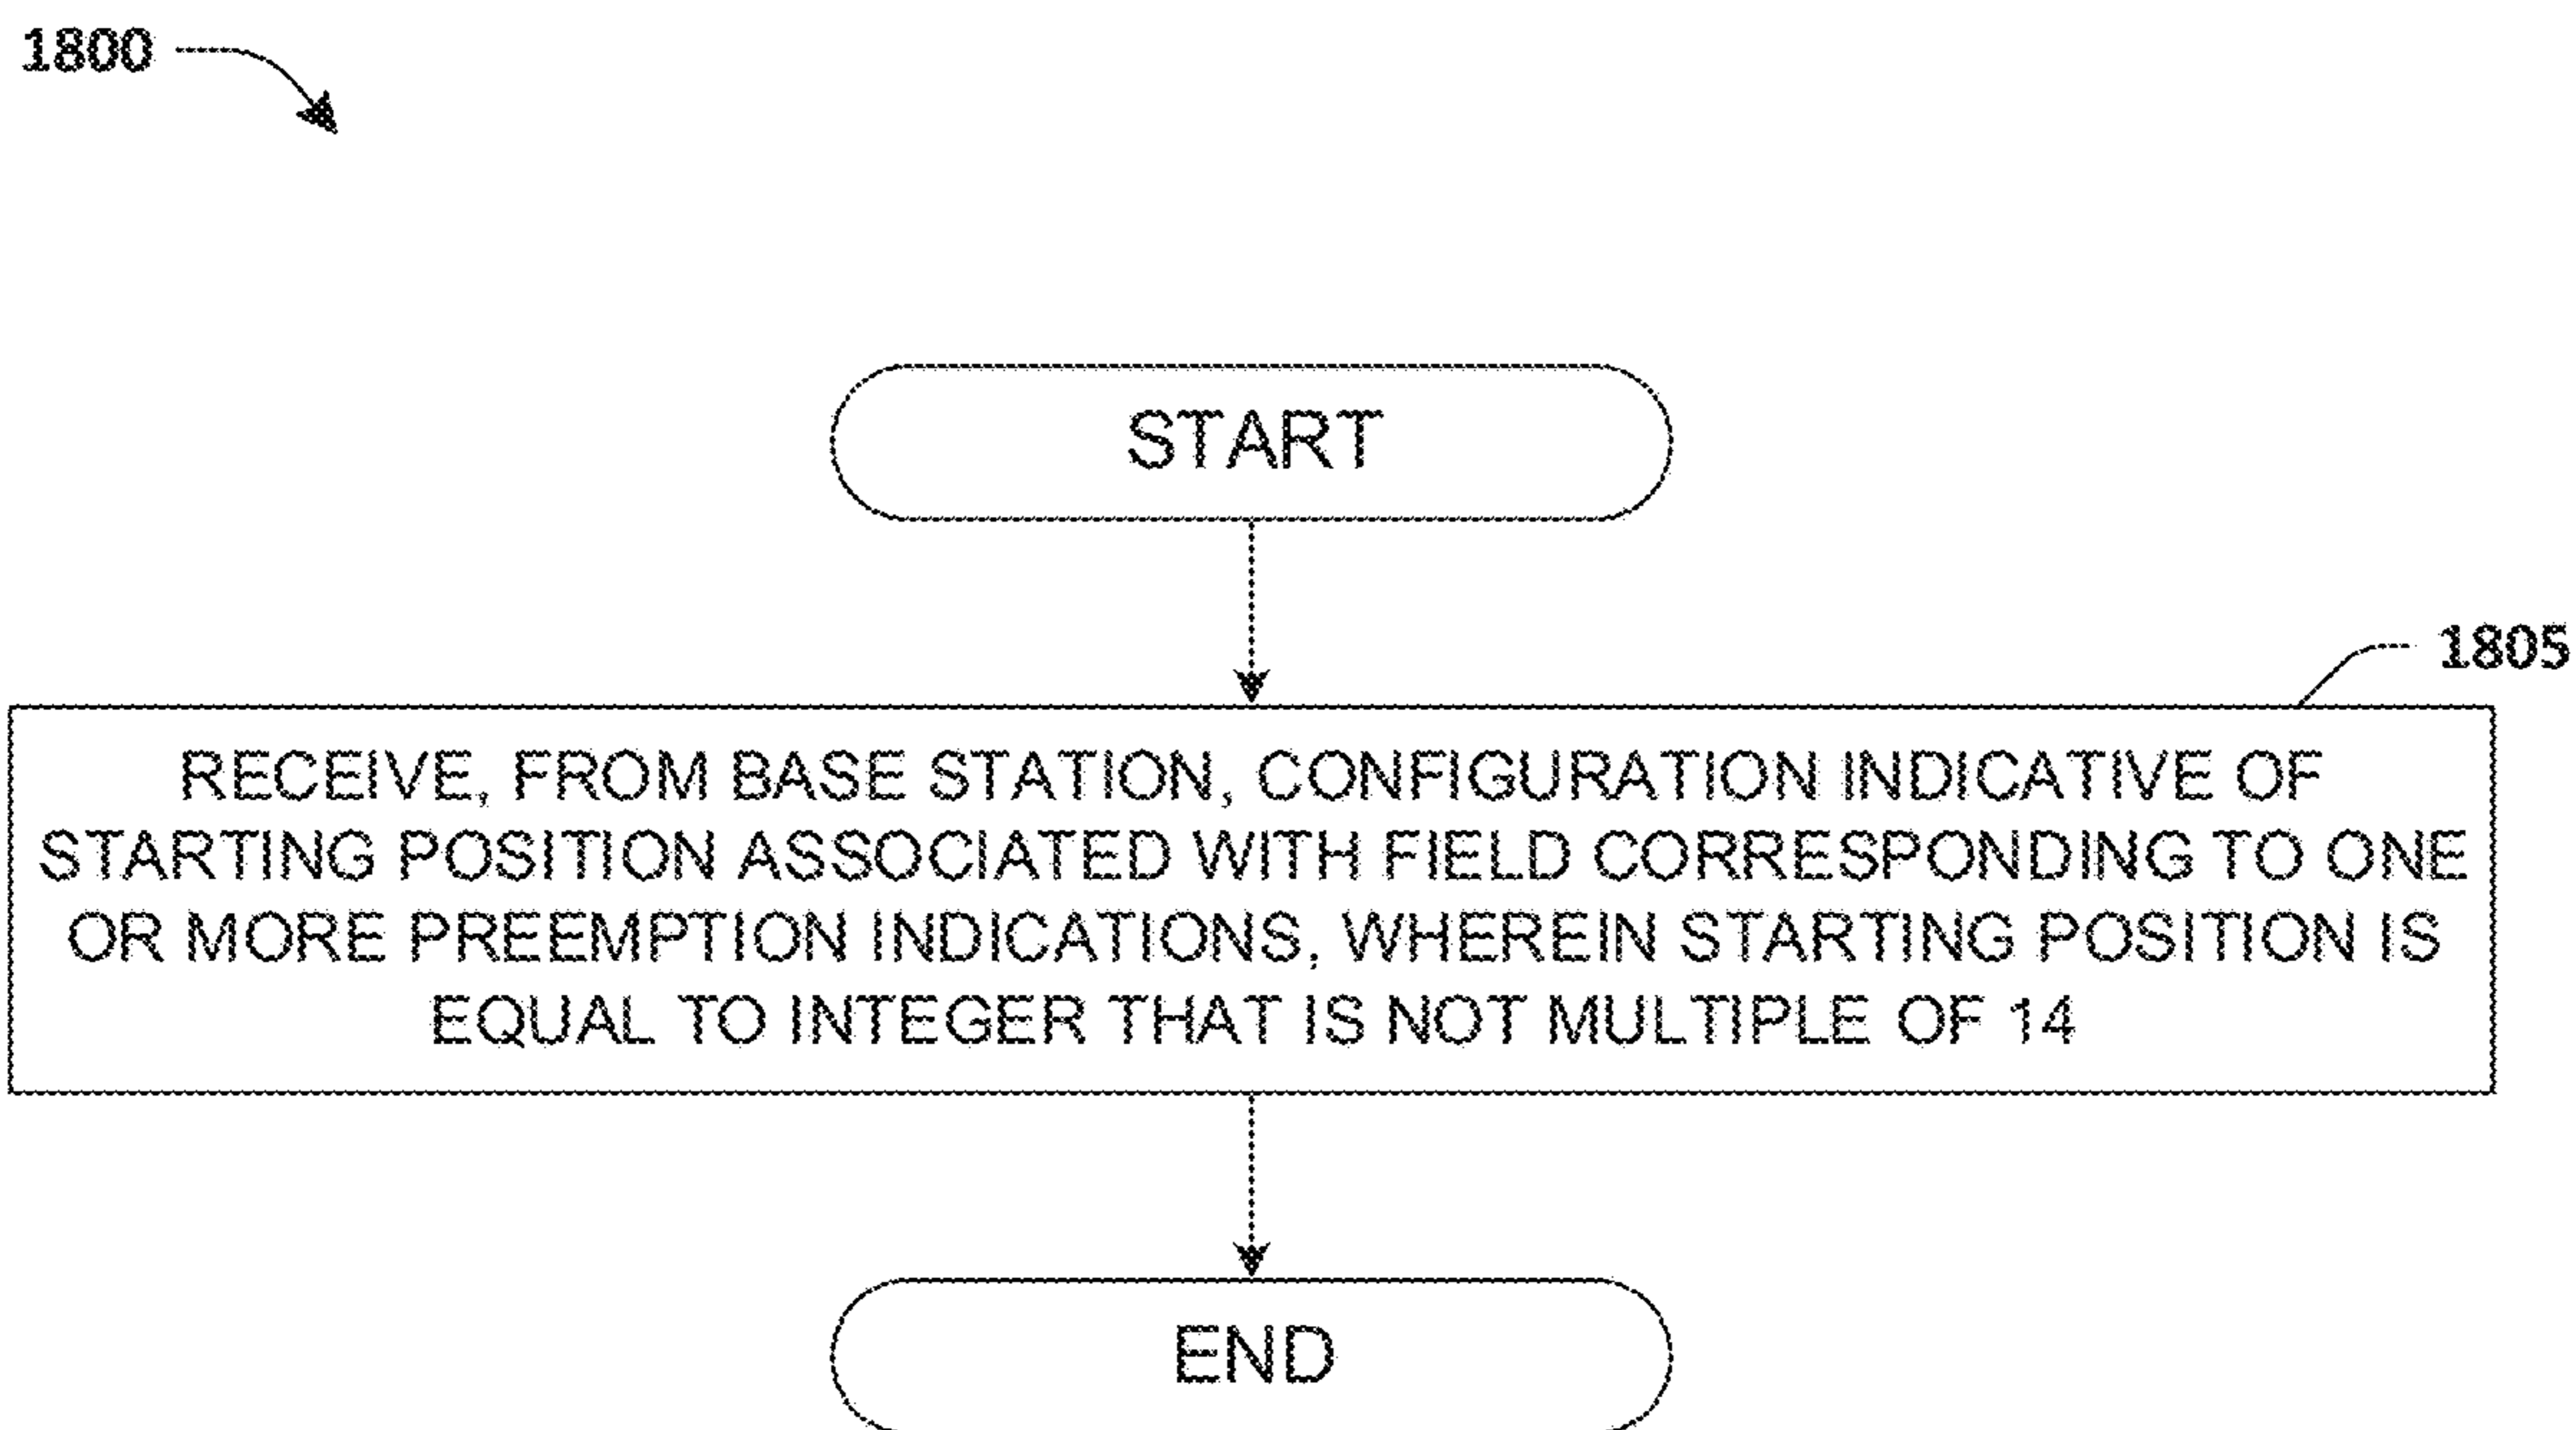 1800
START
1805
RECEIVE, FROM BASE STATION, CONFIGURATION INDICATIVE OF
STARTING POSITION ASSOCIATED WITH FIELD CORRESPONDING TO ONE
OR MORE PREEMPTION INDICATIONS, WHEREIN STARTING POSITION IS
EQUAL TO INTEGER THAT IS NOT MULTIPLE OF 14
END